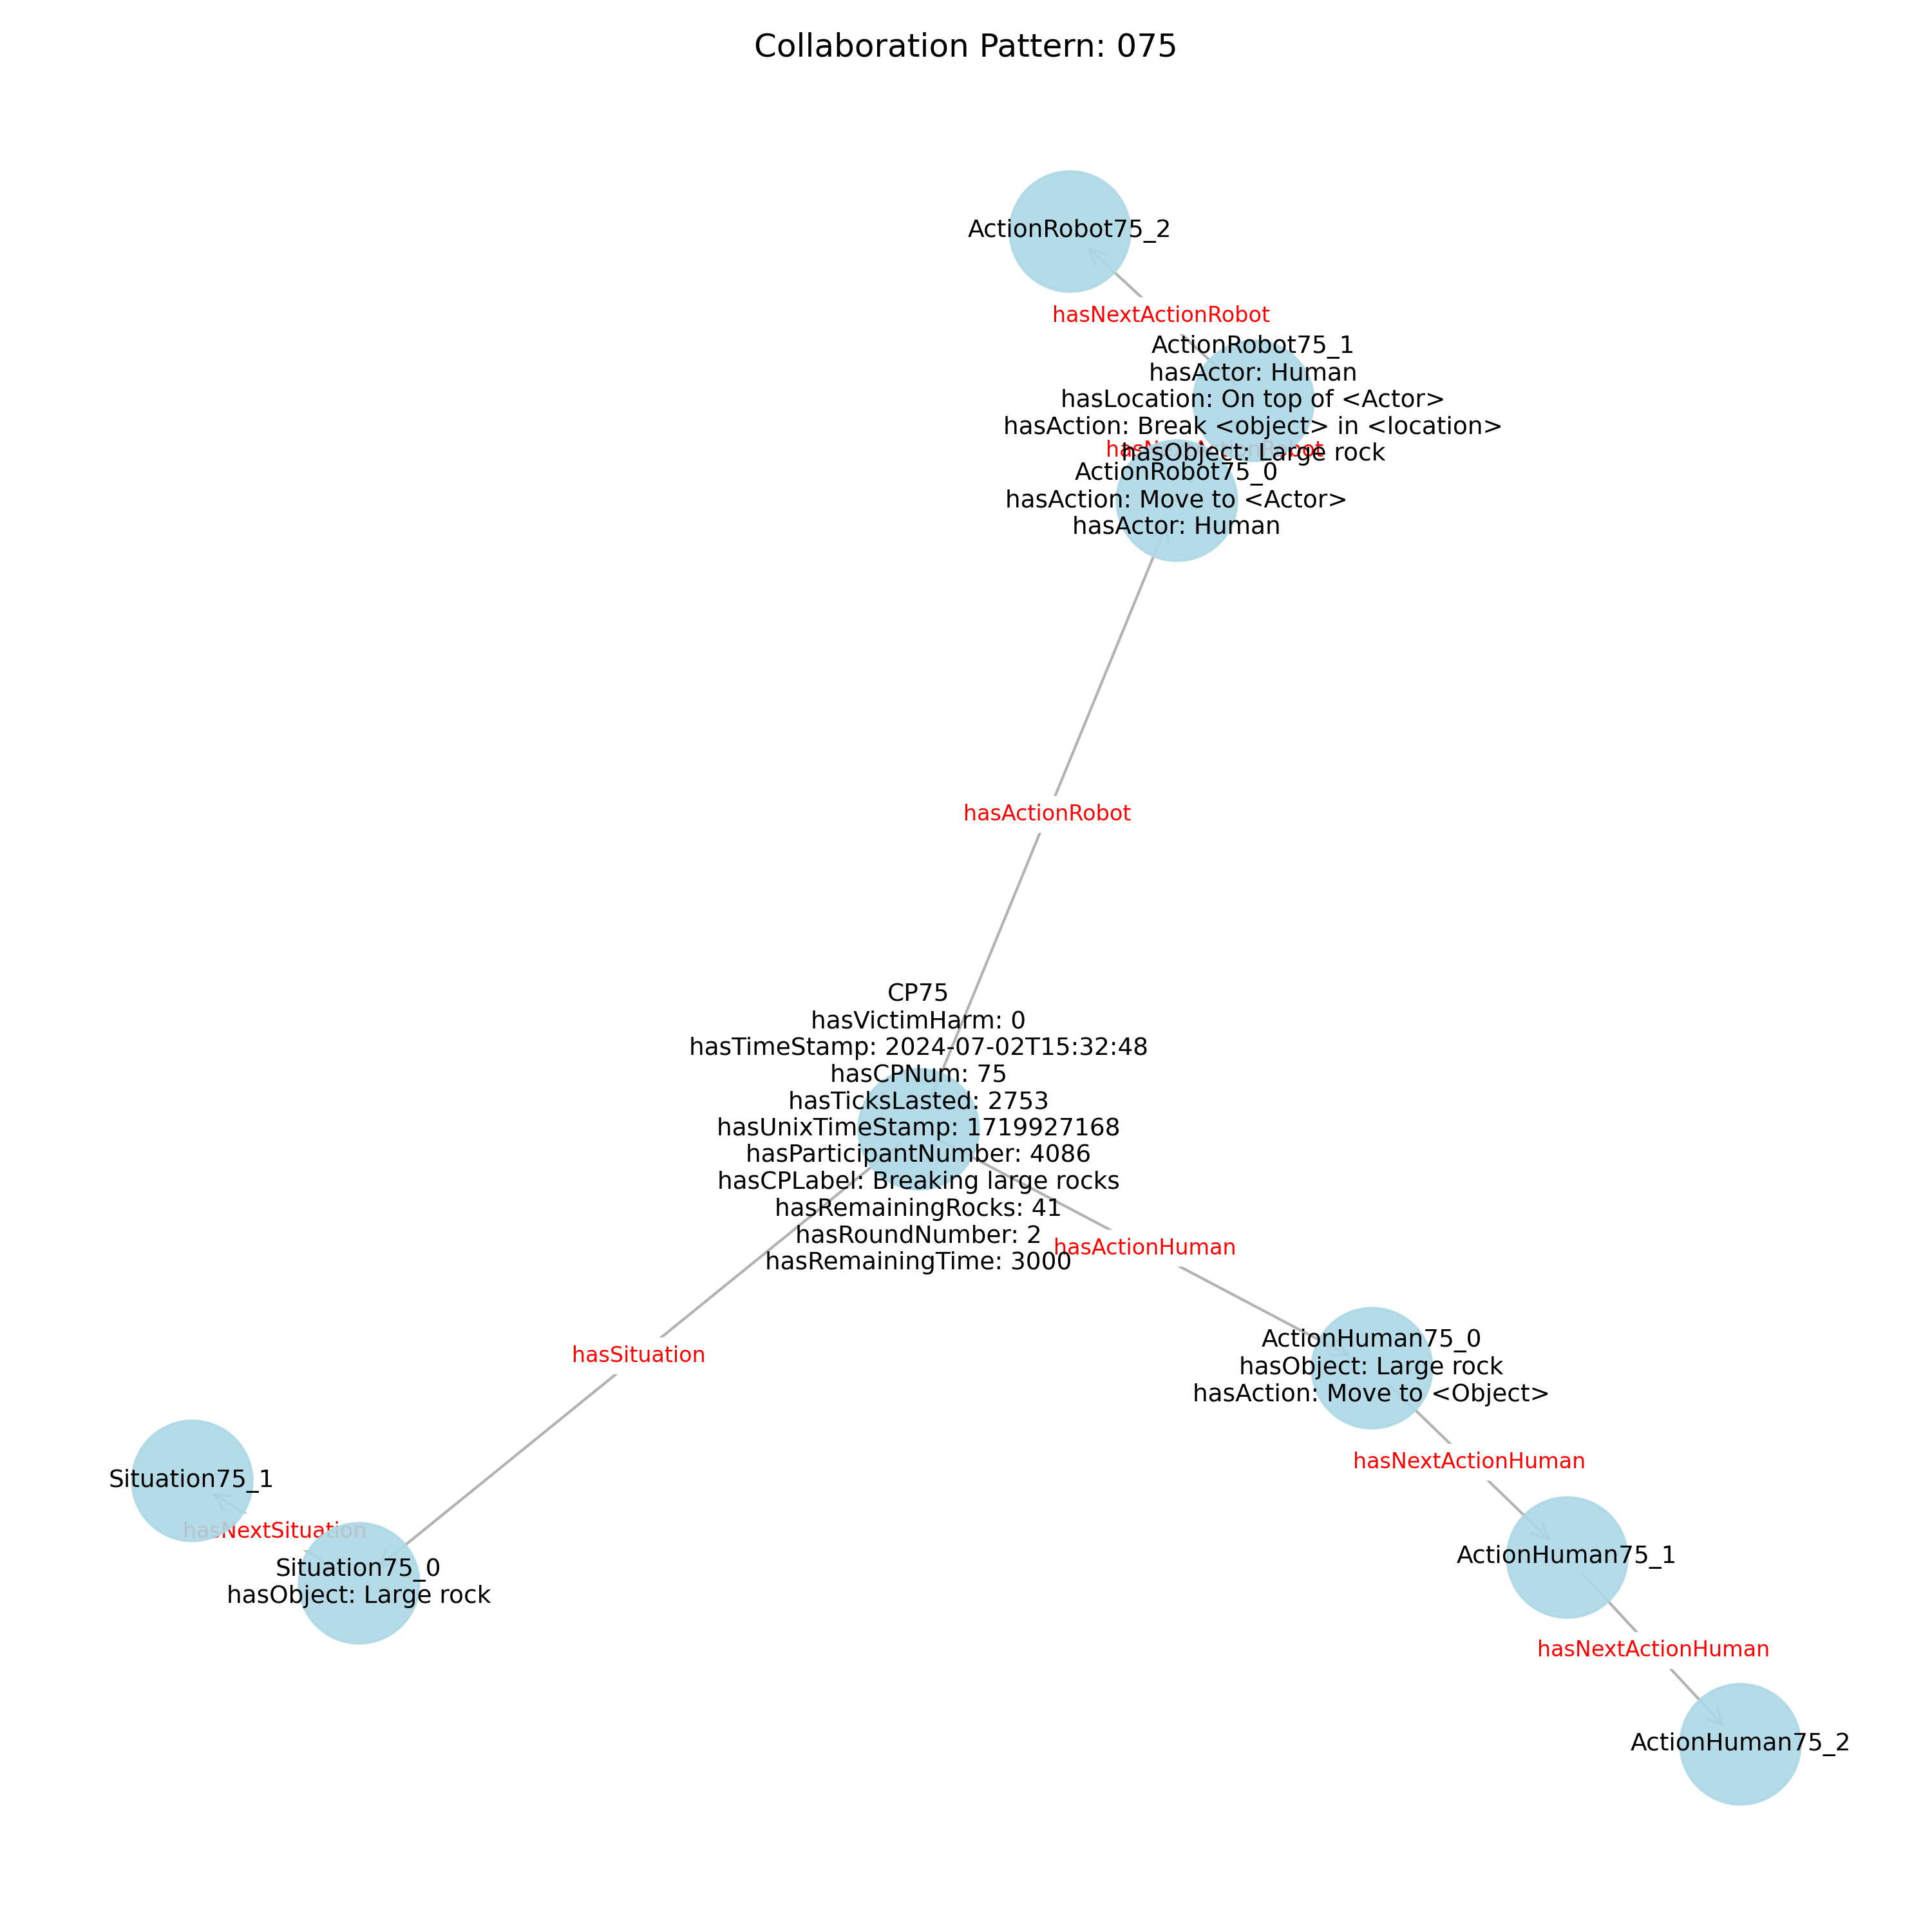 Collaboration Pattern: 075
ActionRobot75_2
hasNextActionRobot
ActionRobot75_1
hasActor: Human
hasLocation: On top of <Actor>
hasAction: Break <object> in <location>
hasNextActionRobot
hasObject: Large rock
ActionRobot75_0
hasAction: Move to <Actor>
hasActor: Human
hasActionRobot
CP75
hasVictimHarm: 0
hasTimeStamp: 2024-07-02T15:32:48
hasCPNum: 75
hasTicksLasted: 2753
hasUnixTimeStamp: 1719927168
hasParticipantNumber: 4086
hasCPLabel: Breaking large rocks
hasRemainingRocks: 41
hasRoundNumber: 2
hasRemainingTime: 3000
hasActionHuman
hasSituation
ActionHuman75_0
hasObject: Large rock
hasAction: Move to <Object>
hasNextActionHuman
Situation75_1
hasNextSituation
Situation75_0
hasObject: Large rock
ActionHuman75_1
hasNextActionHuman
ActionHuman75_2